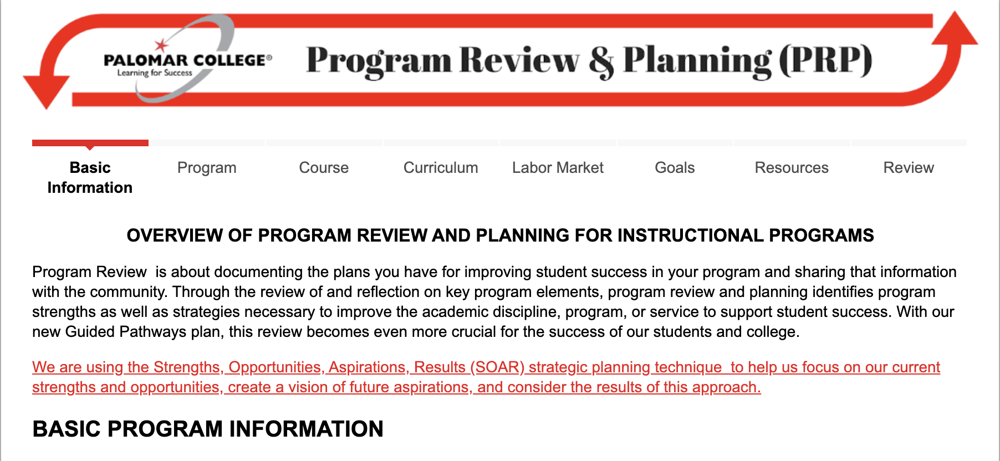 PALOMAR COLLEGE®
Learning for Success
Program Review & Planning (PRP)
Basic Information
Program
Course
Curriculum
Labor Market
Goals
Resources
Review
OVERVIEW OF PROGRAM REVIEW AND PLANNING FOR INSTRUCTIONAL PROGRAMS
Program Review  is about documenting the plans you have for improving student success in your program and sharing that information
with the community. Through the review of and reflection on key program elements, program review and planning identifies program
strengths as well as strategies necessary to improve the academic discipline, program, or service to support student success. With our
new Guided Pathways plan, this review becomes even more crucial for the success of our students and college.
We are using the Strengths, Opportunities, Aspirations, Results (SOAR) strategic planning technique  to help us focus on our current
strengths and opportunities, create a vision of future aspirations, and consider the results of this approach.
BASIC PROGRAM INFORMATION